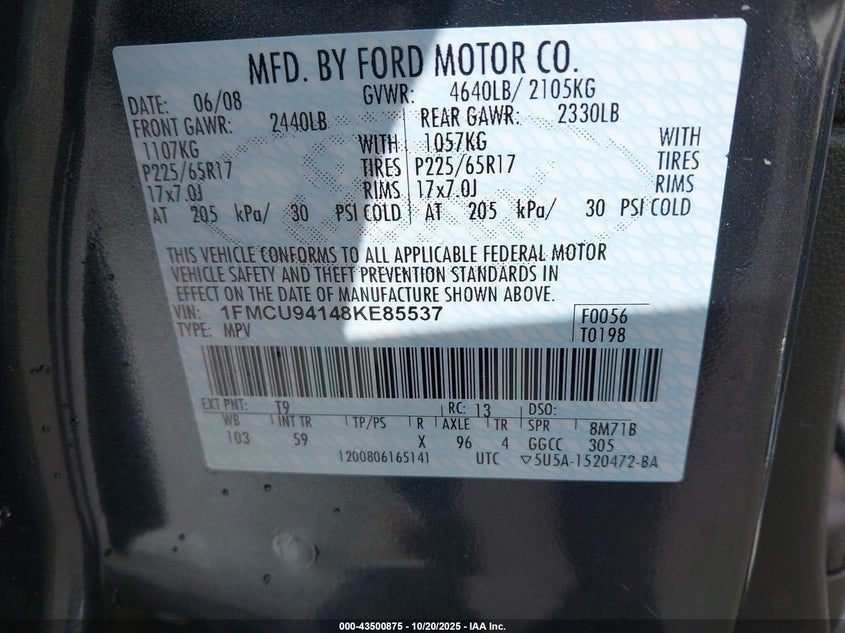 MFD. BY FORD MOTOR CO.
DATE: 06/08 GVWR: 4640LB/ 2105KG
FRONT GAWR: 2440LB REAR GAWR: 2330LB
1107KG WITH 1057KG WITH
P225/65R17 TIRES P225/65R17 TIRES
17x7.0J RIMS 17x7.0J RIMS
AT 205 kPa/ 30 PSI COLD AT 205 kPa/ 30 PSI COLD
THIS VEHICLE CONFORMS TO ALL APPLICABLE FEDERAL MOTOR
VEHICLE SAFETY AND THEFT PREVENTION STANDARDS IN
EFFECT ON THE DATE OF MANUFACTURE SHOWN ABOVE.
VIN: 1FMCU94148KE85537 F0056
TYPE: MPV T0198
EXT PNT: T9 RC: 13 DSO:
WB INT TR TP/PS R AXLE TR SPR 8M71B
103 59 X 96 4 GGCC 305
1200806165141 UTC ▽5U5A-1520472-BA
000-43500875 - 10/20/2025 - IAA Inc.